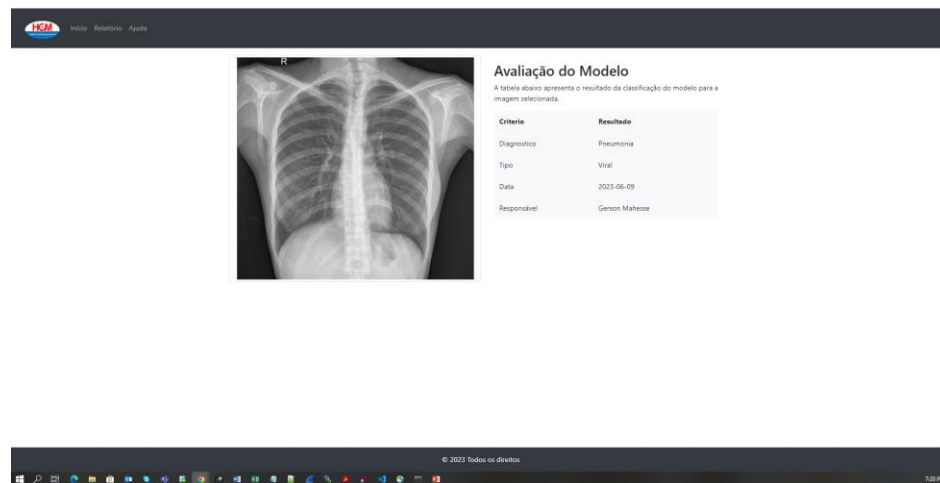 HCM
Início Relatório Ajuda
R
Avaliação do Modelo
A tabela abaixo apresenta o resultado da classificação do modelo para a
imagem selecionada.
Criterio Resultado
Diagnostico Pneumonia
Tipo Viral
Data 2023-06-09
Responsável Gerson Mahesse
© 2023 Todos os direitos